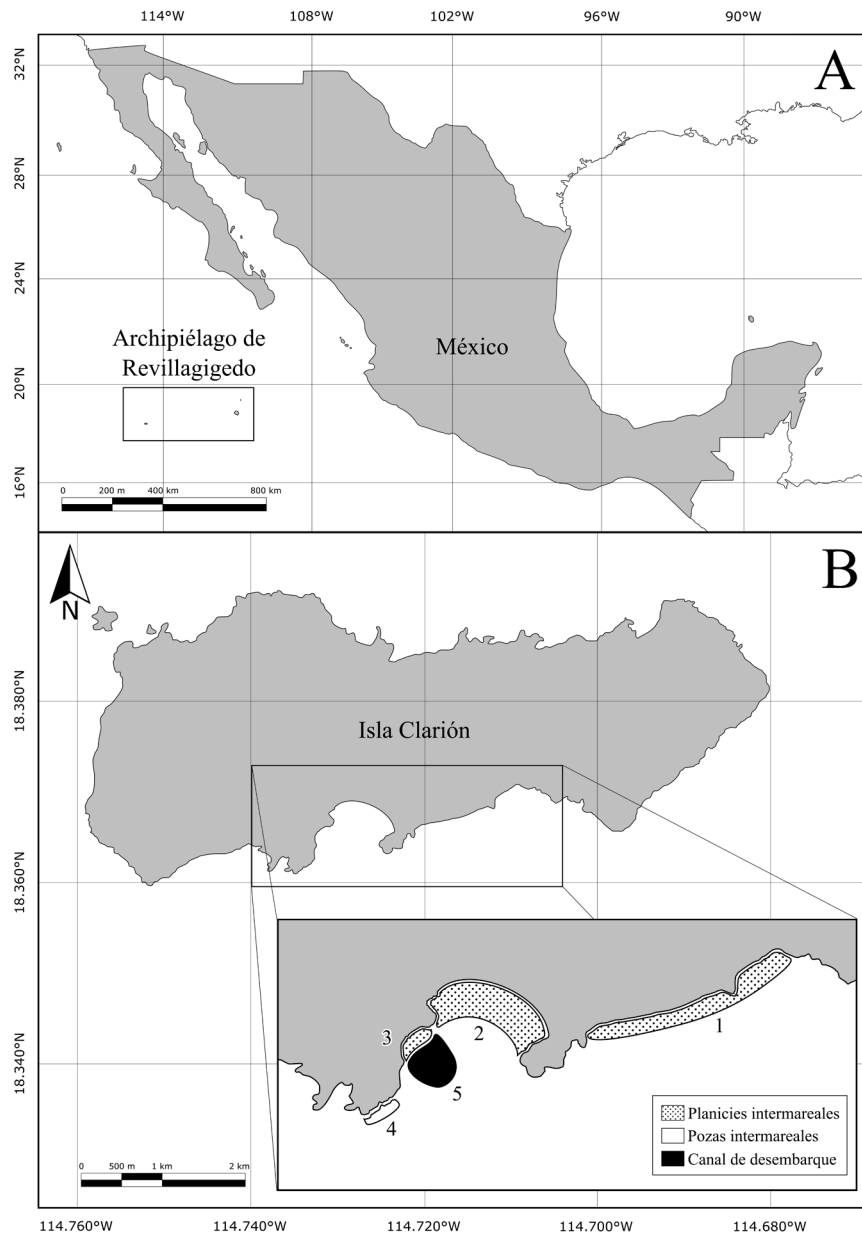 114°W 108°W 102°W 96°W 90°W
A
32°N
28°N
24°N
20°N
16°N
Archipiélago de
Revillagigedo
México
0 200 m 400 km 800 km
B
N
18.380°N
18.360°N
18.340°N
Isla Clarión
1
2
3
4
5
Planicies intermareales
Pozas intermareales
Canal de desembarque
0 500 m 1 km 2 km
114.760°W 114.740°W 114.720°W 114.700°W 114.680°W